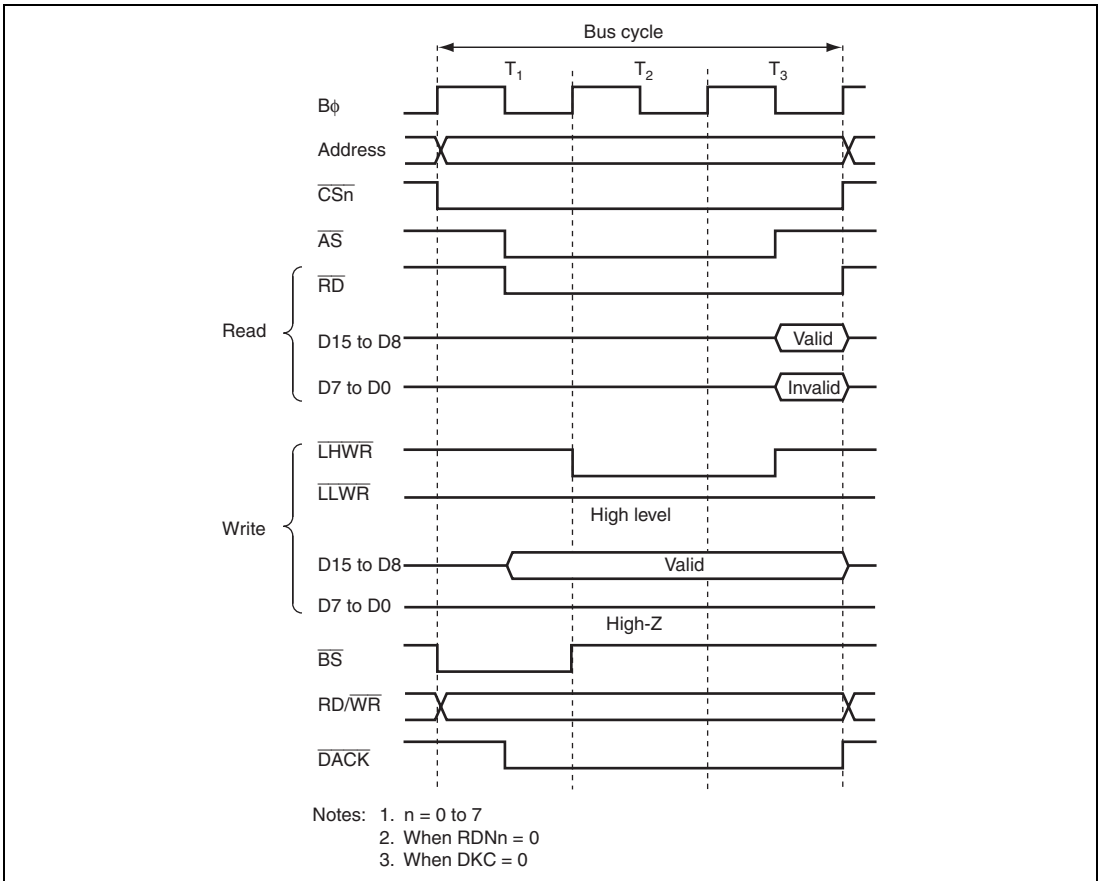 Bus cycle
T1 T2 T3
Bϕ
Address
CSn
AS
RD
Read
D15 to D8 Valid
D7 to D0 Invalid
LHWR
LLWR
High level
Write
D15 to D8 Valid
D7 to D0
High-Z
BS
RD/WR
DACK
Notes: 1. n = 0 to 7
2. When RDNn = 0
3. When DKC = 0